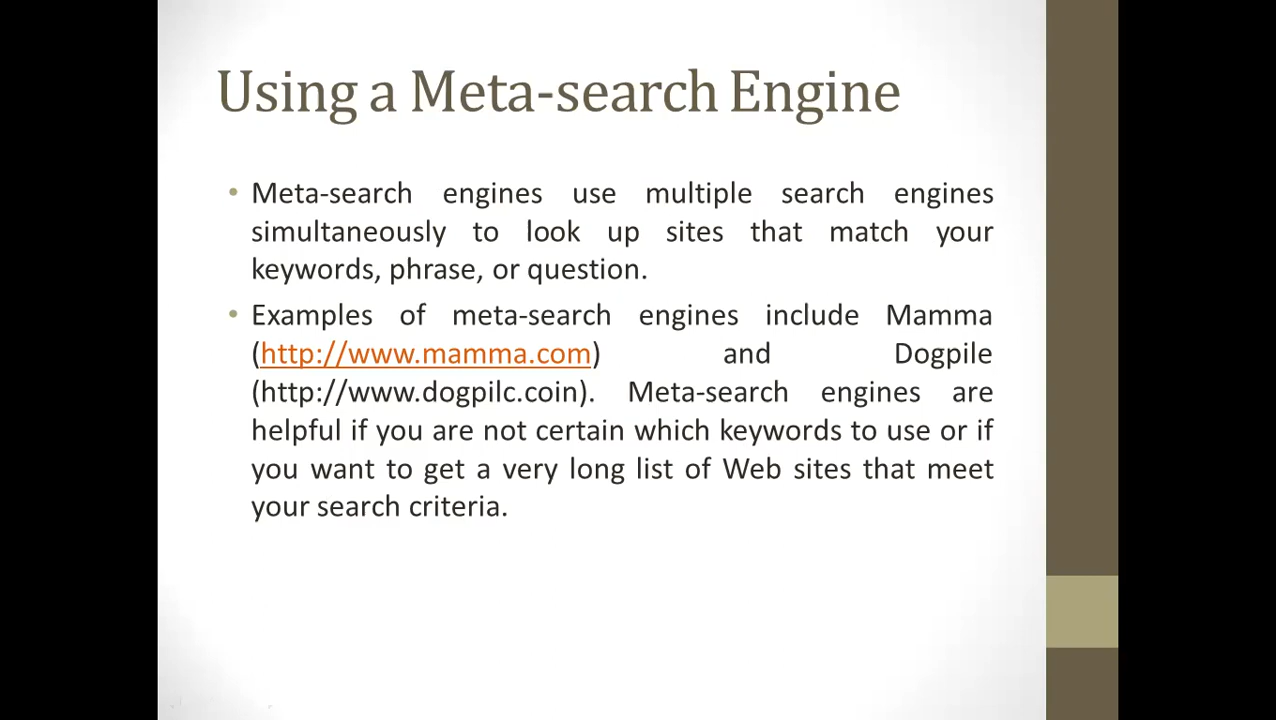 Using a Meta-search Engine
• Meta-search engines use multiple search engines
simultaneously to look up sites that match your
keywords, phrase, or question.
• Examples of meta-search engines include Mamma
(http://www.mamma.com) and Dogpile
(http://www.dogpilc.coin). Meta-search engines are
helpful if you are not certain which keywords to use or if
you want to get a very long list of Web sites that meet
your search criteria.